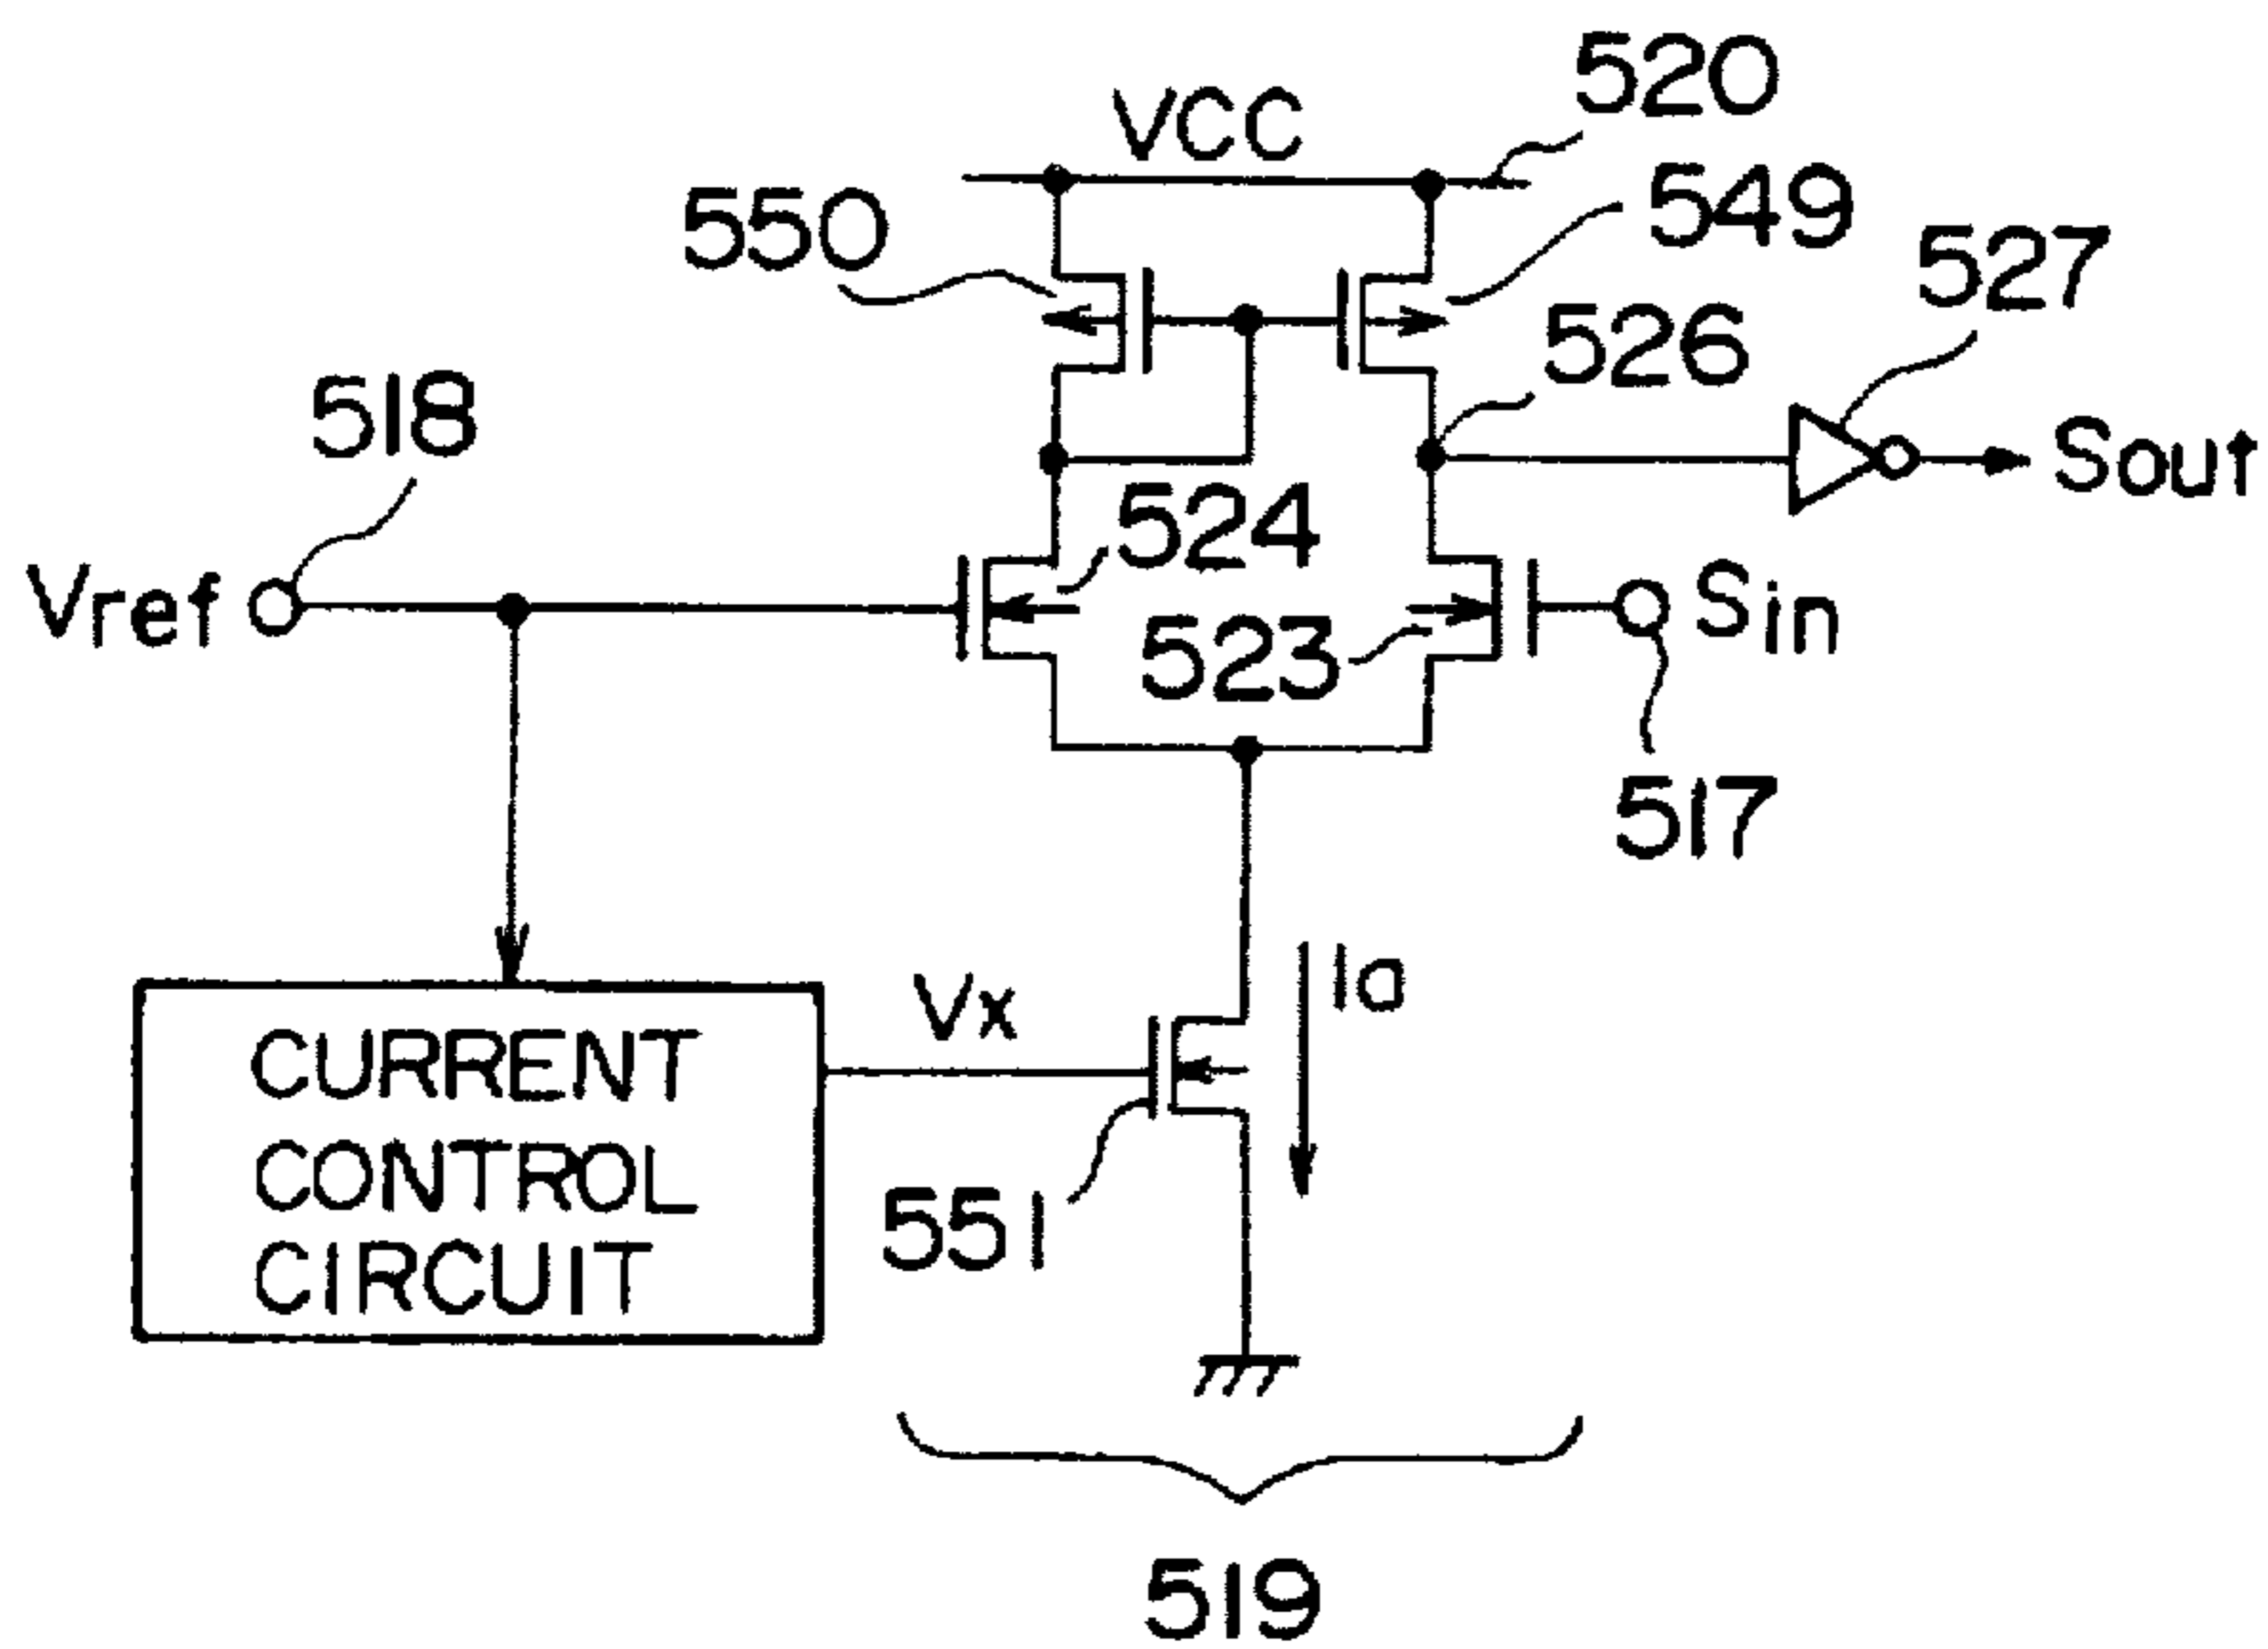 520
VCC
549
550
527
526
518
Sout
524
Vref
Sin
523
517
Vx
Ia
CURRENT
CONTROL
CIRCUIT
551
519